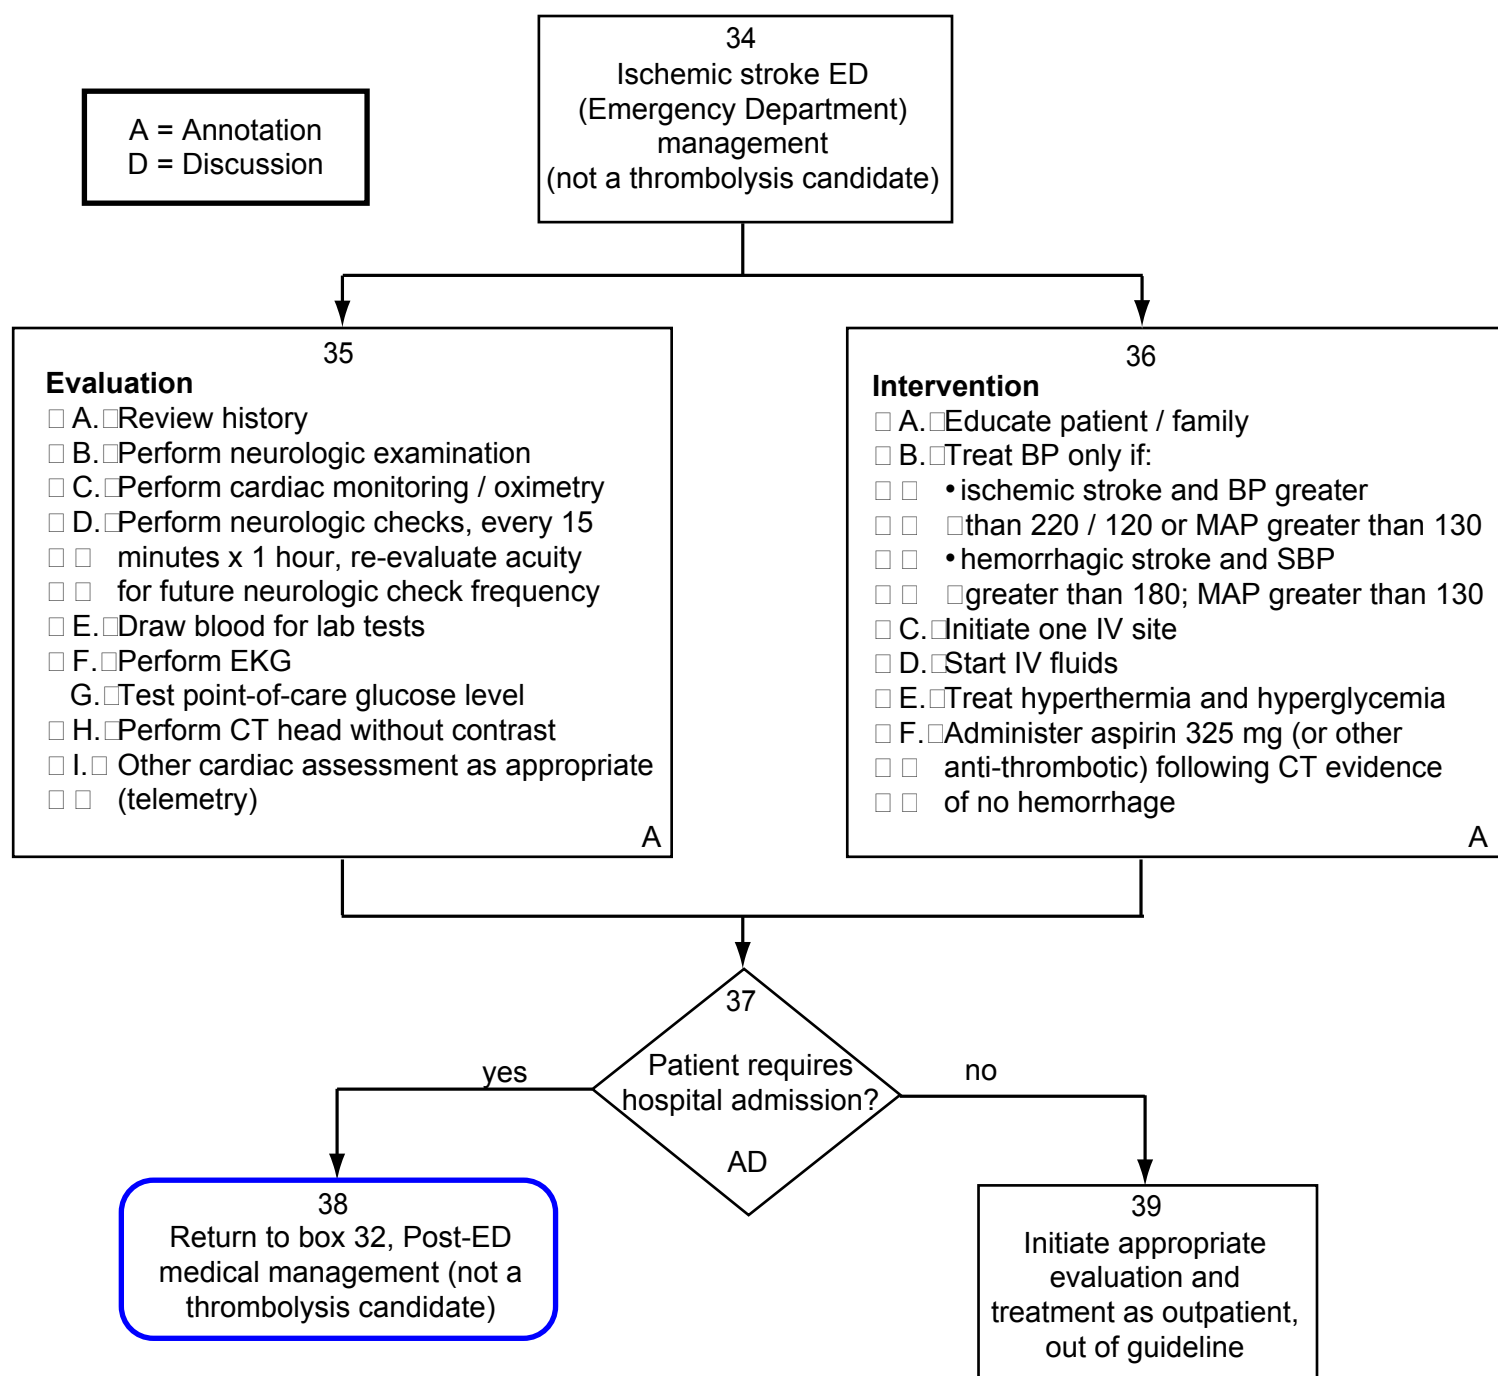 34
Ischemic stroke ED
(Emergency Department)
management
(not a thrombolysis candidate)
A = Annotation
D = Discussion
35
Evaluation
□ A.□Review history
□ B.□Perform neurologic examination
□ C.□Perform cardiac monitoring / oximetry
□ D.□Perform neurologic checks, every 15
□ □ minutes x 1 hour, re-evaluate acuity
□ □ for future neurologic check frequency
□ E.□Draw blood for lab tests
□ F.□Perform EKG
G.□Test point-of-care glucose level
□ H.□Perform CT head without contrast
□ I.□ Other cardiac assessment as appropriate
□ □ (telemetry)
A
36
Intervention
□ A.□Educate patient / family
□ B.□Treat BP only if:
□ □ •ischemic stroke and BP greater
□ □ □than 220 / 120 or MAP greater than 130
□ □ •hemorrhagic stroke and SBP
□ □ □greater than 180; MAP greater than 130
□ C.□Initiate one IV site
□ D.□Start IV fluids
□ E.□Treat hyperthermia and hyperglycemia
□ F.□Administer aspirin 325 mg (or other
□ □ anti-thrombotic) following CT evidence
□ □ of no hemorrhage
A
37
Patient requires
hospital admission?
AD
yes
no
38
Return to box 32, Post-ED
medical management (not a
thrombolysis candidate)
39
Initiate appropriate
evaluation and
treatment as outpatient,
out of guideline